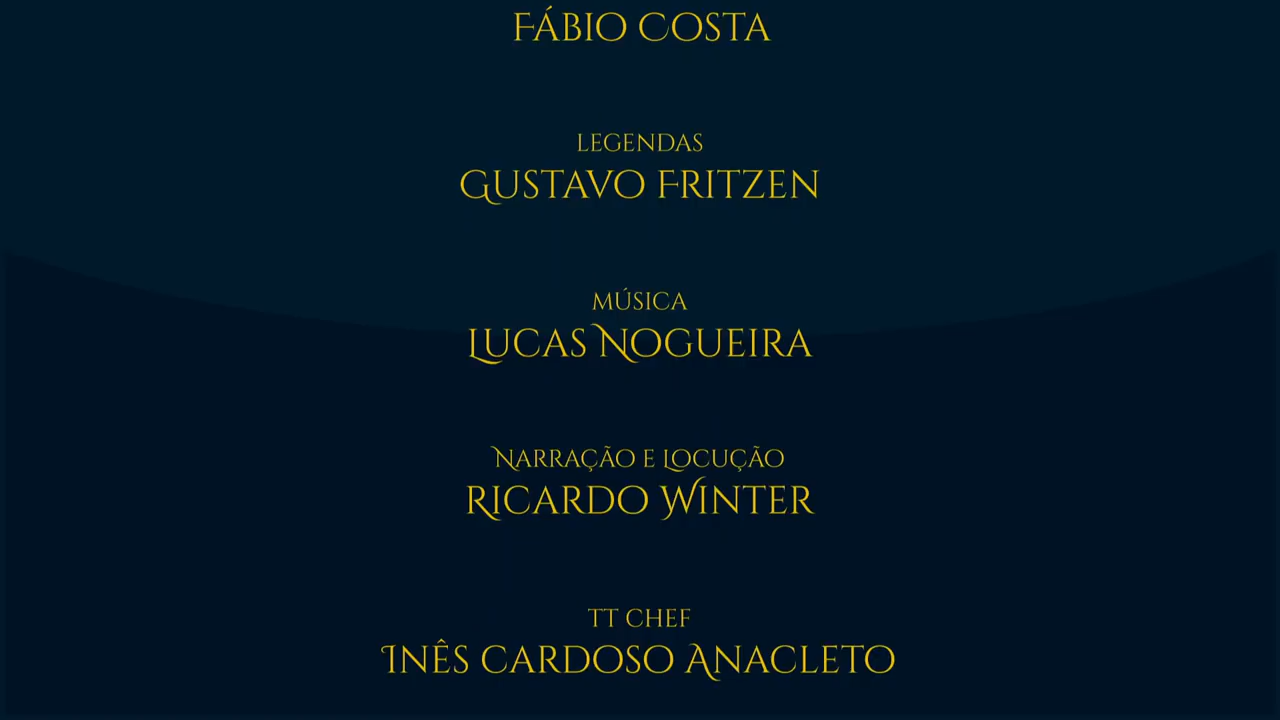 Fábio Costa
legendas
Gustavo Fritzen
música
Lucas Nogueira
Narração e Locução
Ricardo Winter
TT Chef
Inês Cardoso Anacleto